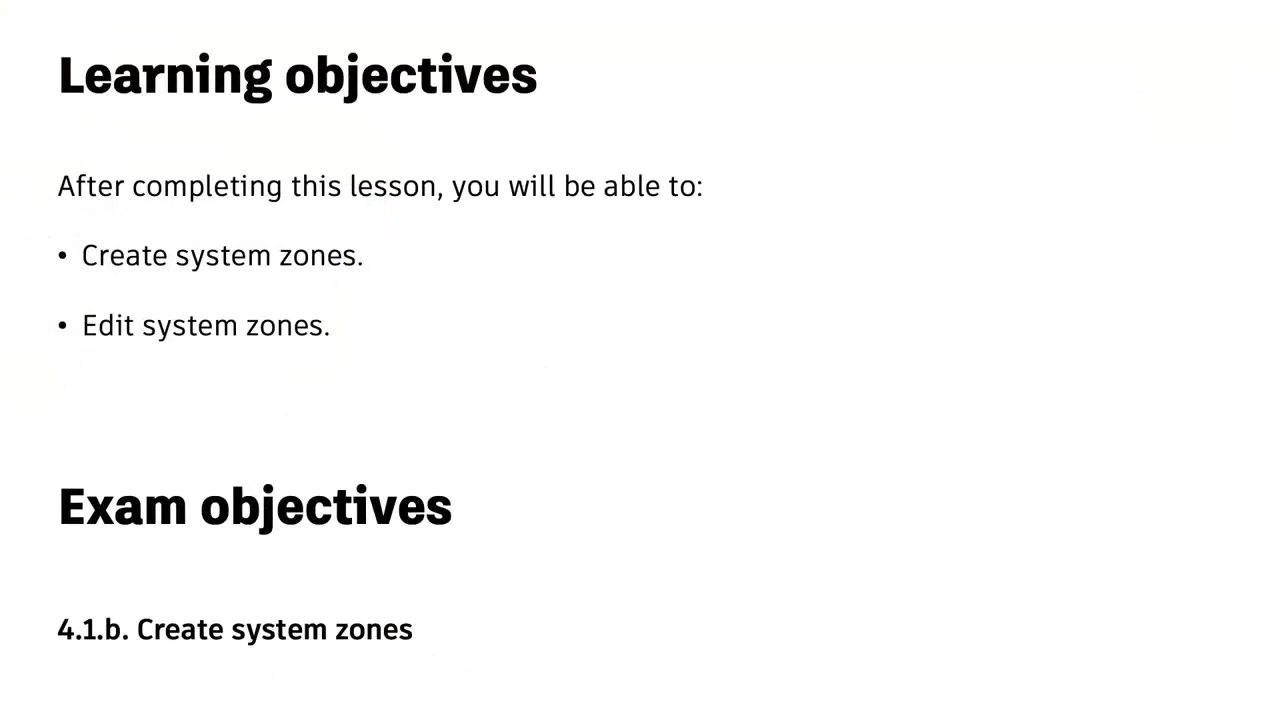 Learning objectives
After completing this lesson, you will be able to:
• Create system zones.
• Edit system zones.
Exam objectives
4.1.b. Create system zones